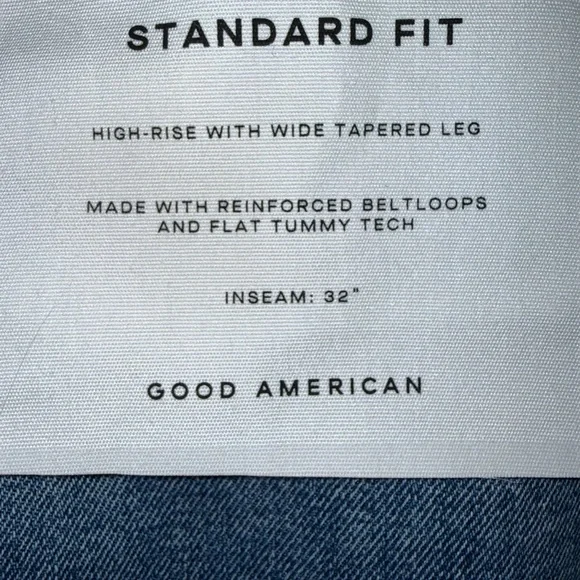 STANDARD FIT
HIGH-RISE WITH WIDE TAPERED LEG
MADE WITH REINFORCED BELTLOOPS
AND FLAT TUMMY TECH
INSEAM: 32"
GOOD AMERICAN